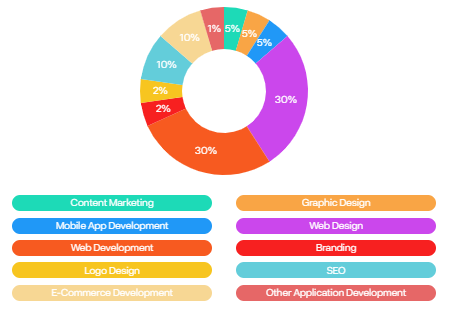 1% 5%
5%
5%
10%
10%
30%
2%
2%
30%
Content Marketing Graphic Design
Mobile App Development Web Design
Web Development Branding
Logo Design SEO
E-Commerce Development Other Application Development